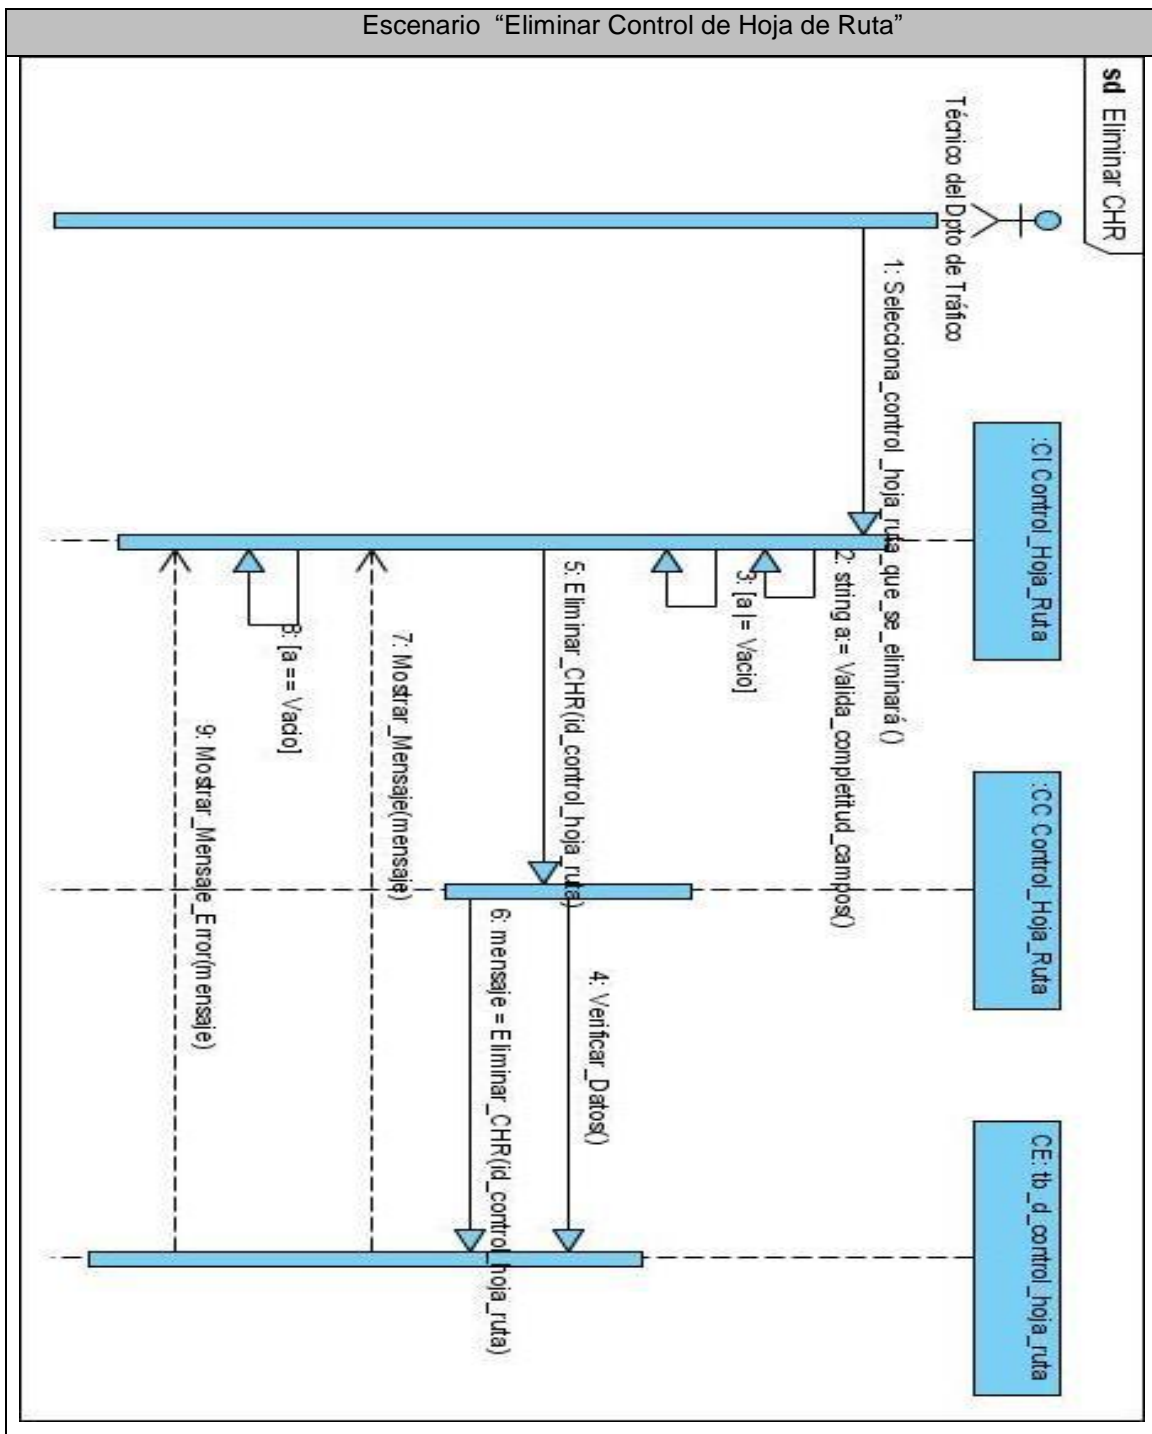 Escenario “Eliminar Control de Hoja de Ruta”
sd Eliminar CHR
Técnico del Dpto de Tráfico
:CI Control_Hoja_Ruta
:CC Control_Hoja_Ruta
CE: tb_d_control_hoja_ruta
1: Selecciona_control_hoja_ruta_que_se_eliminará ()
2: string a:= Valida_completitud_campos()
3: [a |= Vacio]
4: Verificar_Datos()
5: Eliminar_CHR(id_control_hoja_ruta)
6: mensaje = Eliminar_CHR(id_control_hoja_ruta)
7: Mostrar_Mensaje(mensaje)
8: [a == Vacio]
9: Mostrar_Mensaje_Error(mensaje)